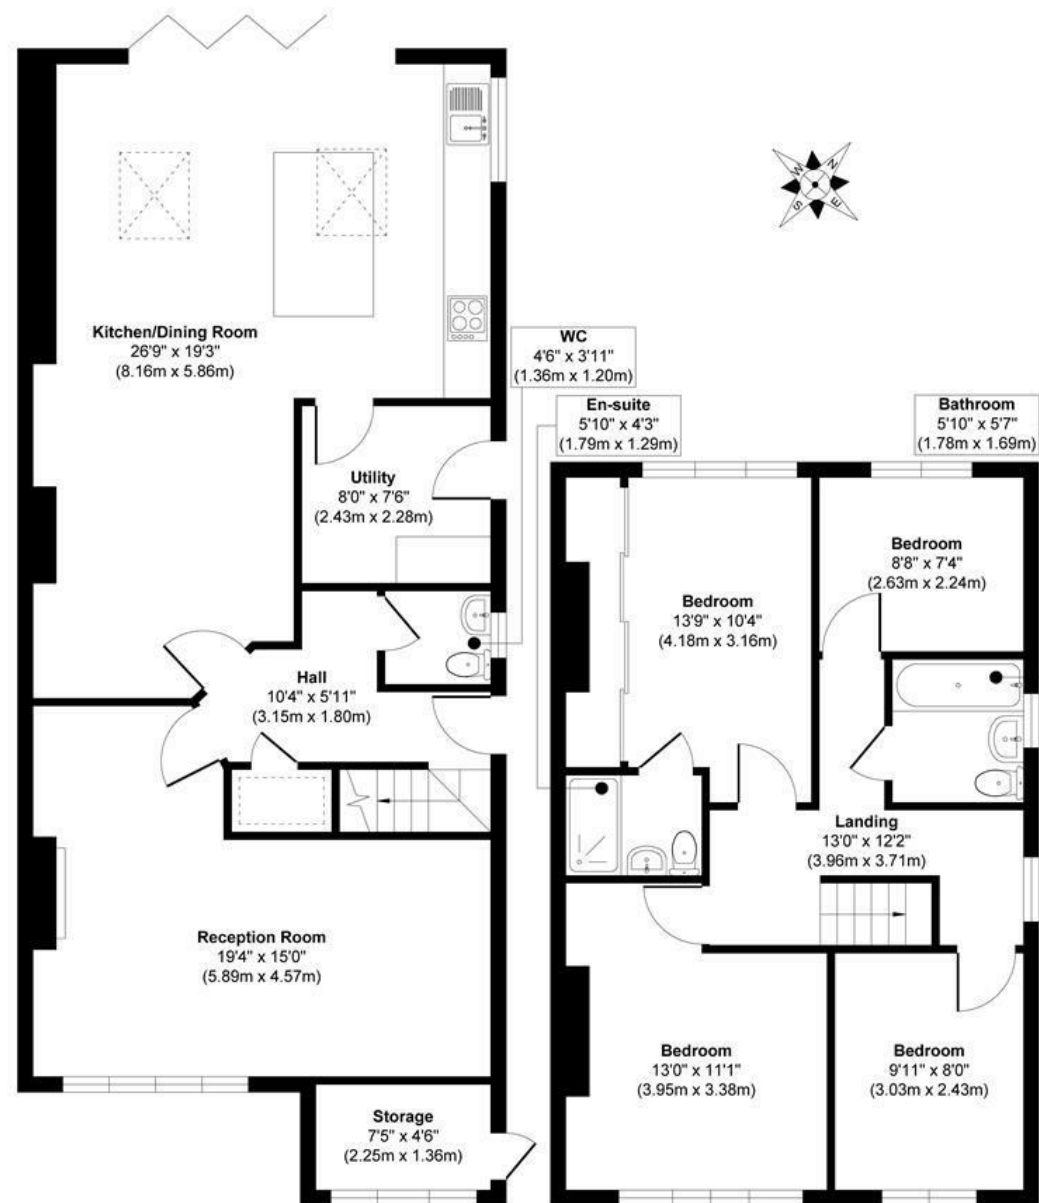 W
N
S
E
Kitchen/Dining Room
26'9" x 19'3"
(8.16m x 5.86m)
WC
4'6" x 3'11"
(1.36m x 1.20m)
En-suite
5'10" x 4'3"
(1.79m x 1.29m)
Bathroom
5'10" x 5'7"
(1.78m x 1.69m)
Utility
8'0" x 7'6"
(2.43m x 2.28m)
Bedroom
8'8" x 7'4"
(2.63m x 2.24m)
Bedroom
13'9" x 10'4"
(4.18m x 3.16m)
Hall
10'4" x 5'11"
(3.15m x 1.80m)
Landing
13'0" x 12'2"
(3.96m x 3.71m)
Reception Room
19'4" x 15'0"
(5.89m x 4.57m)
Bedroom
13'0" x 11'1"
(3.95m x 3.38m)
Bedroom
9'11" x 8'0"
(3.03m x 2.43m)
Storage
7'5" x 4'6"
(2.25m x 1.36m)